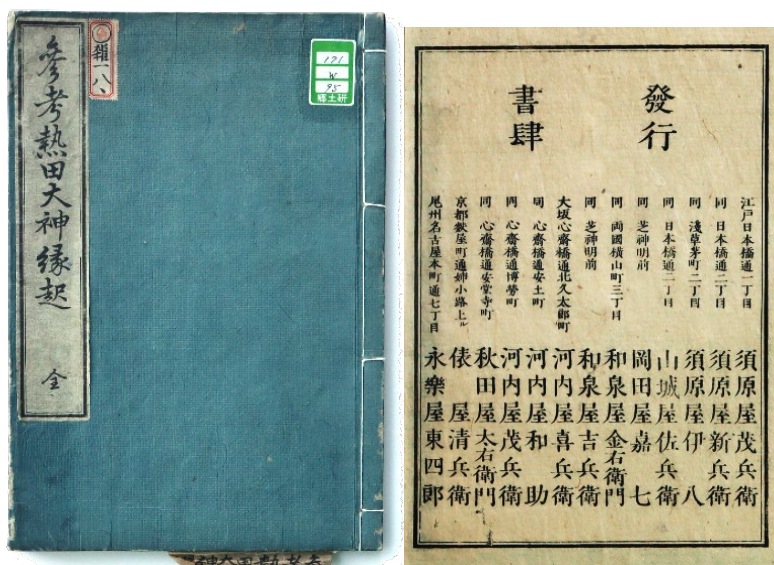 參考熱田大神緣起 全
雜一八、
121
W
95
郷土研
發行
書肆
江戸日本橋通一丁目 須原屋茂兵衛
同 日本橋通二丁目 須原屋新兵衛
同 淺草茅町二丁目 須原屋伊八
同 日本橋通二丁目 山城屋佐兵衛
同 芝神明前 岡田屋嘉七
同 両國橫山町三丁目 和泉屋金右衛門
同 芝神明前 和泉屋吉兵衛
大坂心齋橋通北久太郎町 河内屋喜兵衛
同 心齋橋通安土町 河内屋和助
同 心齋橋通博勞町 河内屋茂兵衛
同 心齋橋通安堂寺町 秋田屋太右衛門
京都麩屋町通姉小路上ル 俵屋清兵衛
尾州名古屋本町通七丁目 永樂屋東四郎